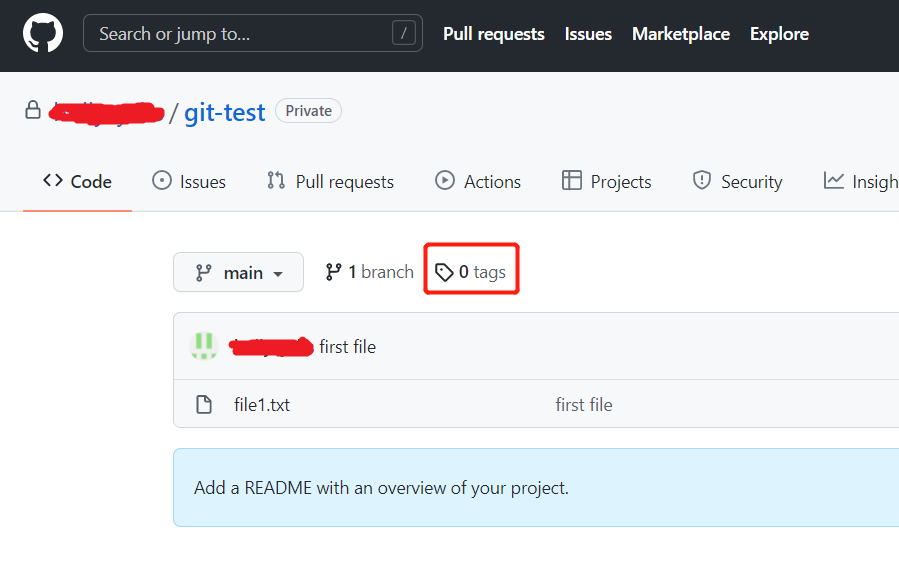 Search or jump to... / Pull requests Issues Marketplace Explore
/ git-test Private
Code Issues Pull requests Actions Projects Security Insigh
main 1 branch 0 tags
first file
file1.txt first file
Add a README with an overview of your project.